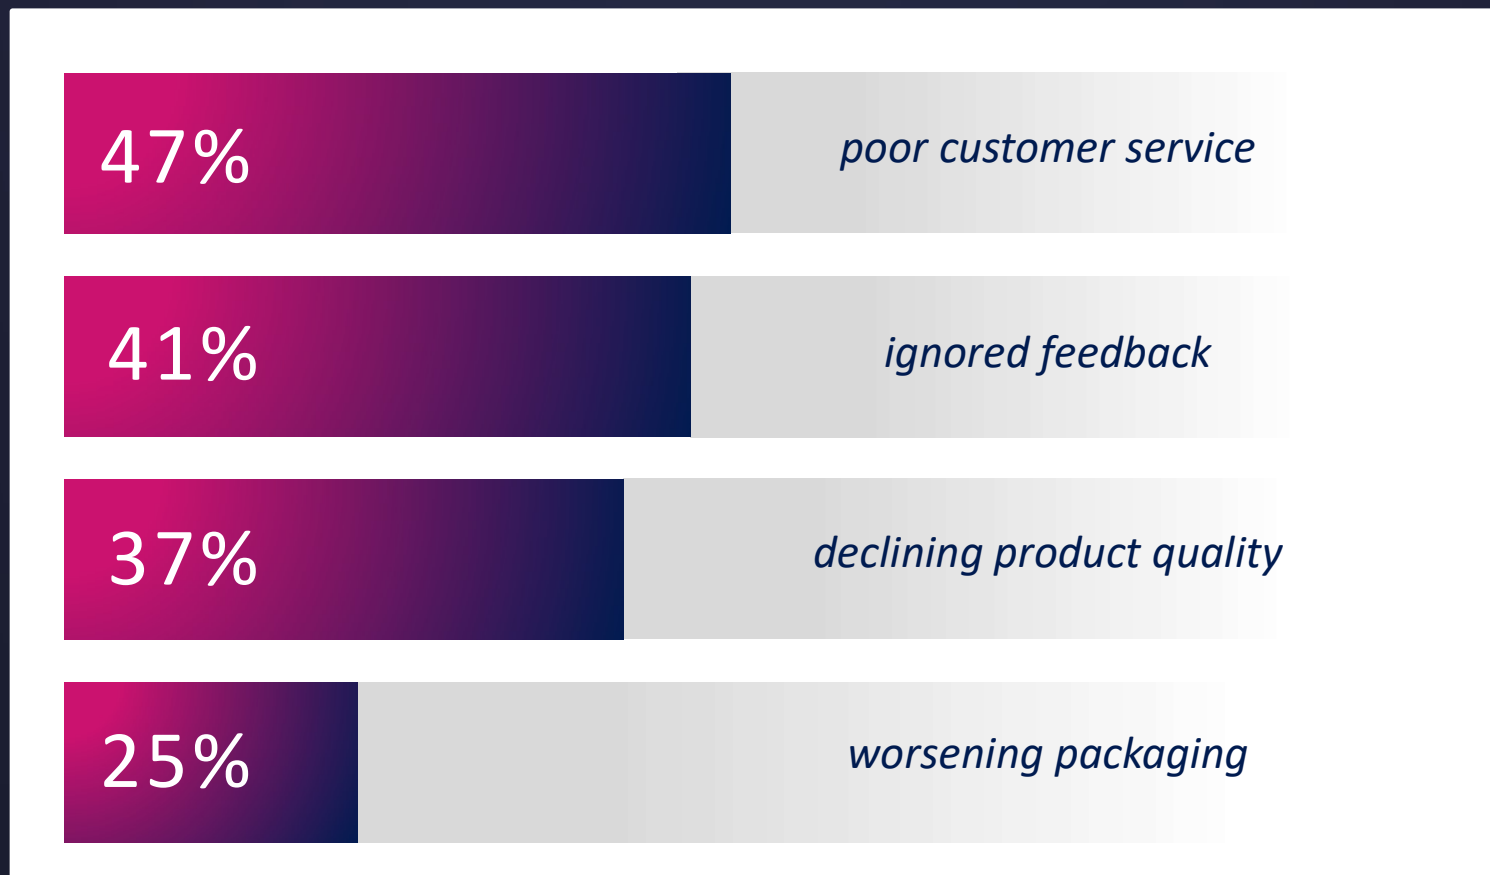 47%
poor customer service
41%
ignored feedback
37%
declining product quality
25%
worsening packaging